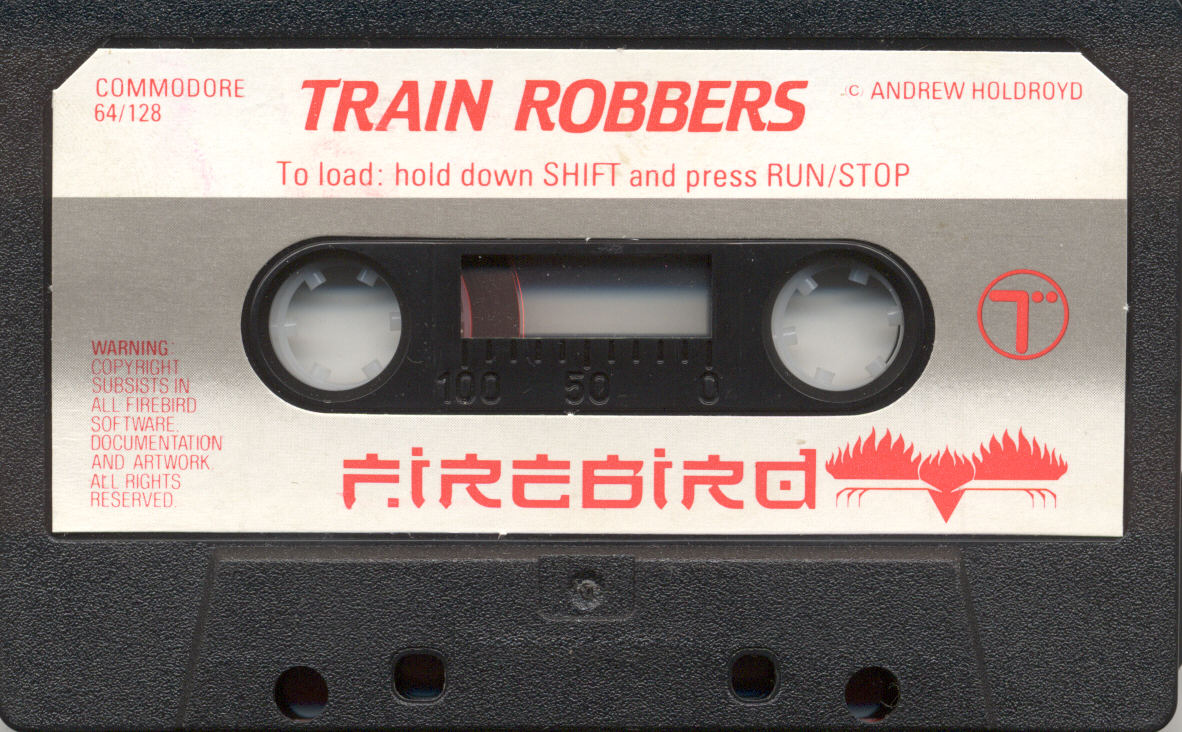 COMMODORE
64/128
TRAIN ROBBERS
© ANDREW HOLDROYD
To load: hold down SHIFT and press RUN/STOP
WARNING:
COPYRIGHT
SUBSISTS IN
ALL FIREBIRD
SOFTWARE,
DOCUMENTATION
AND ARTWORK.
ALL RIGHTS
RESERVED.
100 50 0
T
FIREBIRD